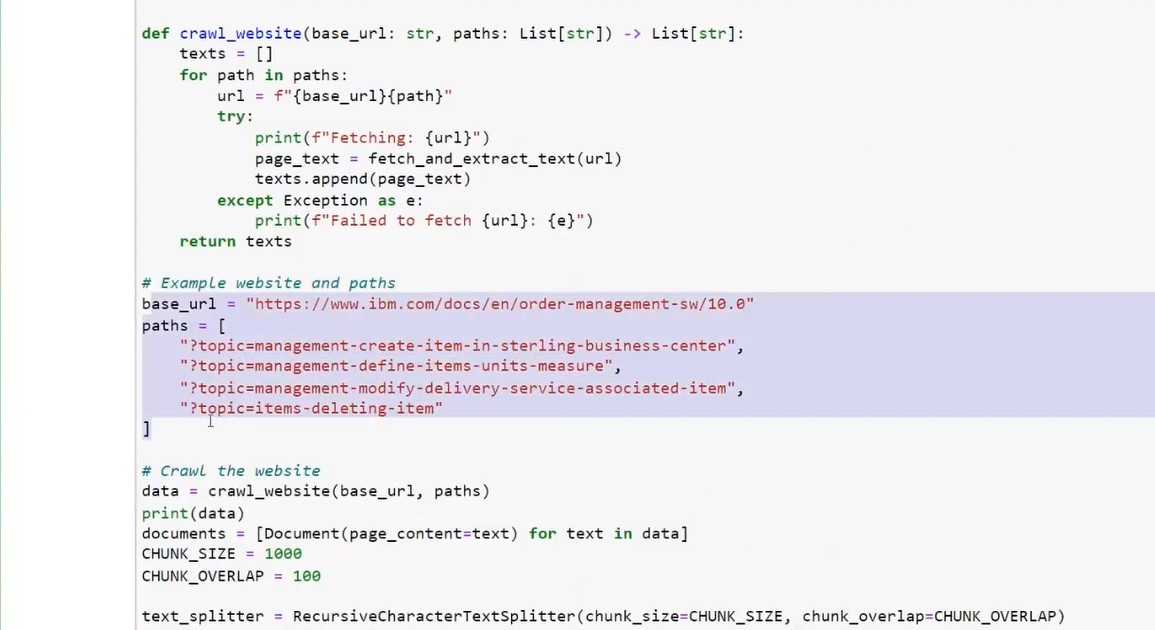 def crawl_website(base_url: str, paths: List[str]) -> List[str]:
    texts = []
    for path in paths:
        url = f"{base_url}{path}"
        try:
            print(f"Fetching: {url}")
            page_text = fetch_and_extract_text(url)
            texts.append(page_text)
        except Exception as e:
            print(f"Failed to fetch {url}: {e}")
    return texts
# Example website and paths
base_url = "https://www.ibm.com/docs/en/order-management-sw/10.0"
paths = [
    "?topic=management-create-item-in-sterling-business-center",
    "?topic=management-define-items-units-measure",
    "?topic=management-modify-delivery-service-associated-item",
    "?topic=items-deleting-item"
]
# Crawl the website
data = crawl_website(base_url, paths)
print(data)
documents = [Document(page_content=text) for text in data]
CHUNK_SIZE = 1000
CHUNK_OVERLAP = 100
text_splitter = RecursiveCharacterTextSplitter(chunk_size=CHUNK_SIZE, chunk_overlap=CHUNK_OVERLAP)